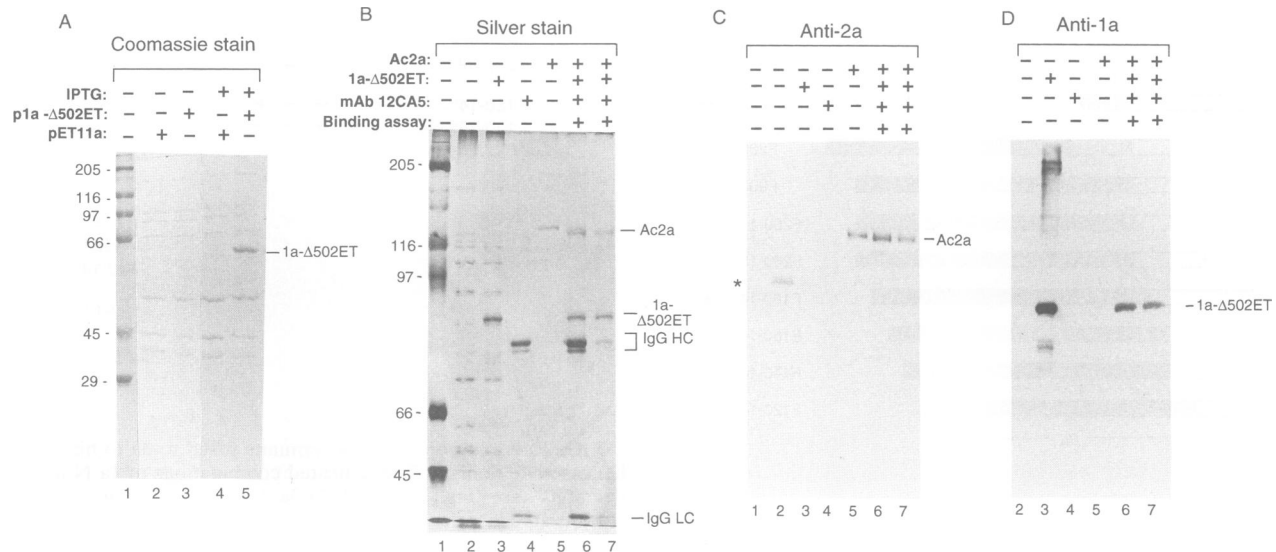 A
Coomassie stain
IPTG: – – – + +
p1a -Δ502ET: – – + – +
pET11a: – + – + –
205 -
116 -
97 -
66 -
1a-Δ502ET
45 -
29 -
1 2 3 4 5
B
Silver stain
Ac2a: – – – – + + +
1a-Δ502ET: – – + – – + +
mAb 12CA5: – – – + – + +
Binding assay: – – – – – + +
205 -
Ac2a
116 -
97 -
1a-
Δ502ET
IgG HC
66 -
45 -
IgG LC
1 2 3 4 5 6 7
C
Anti-2a
– – – – + + +
– – + – – + +
– – – + – + +
– – – – – + +
Ac2a
*
1 2 3 4 5 6 7
D
Anti-1a
– – – + + +
– + – – + +
– – + – + +
– – – – + +
1a-Δ502ET
2 3 4 5 6 7